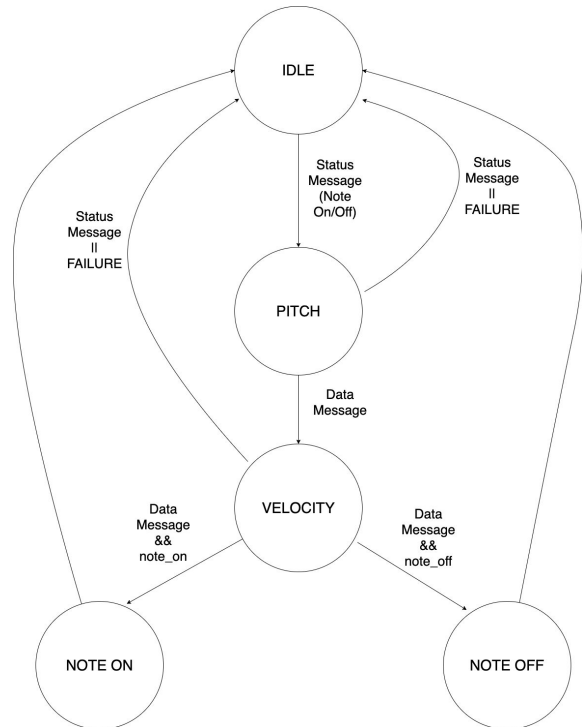 IDLE
Status
Message
(Note
On/Off)
Status
Message
||
FAILURE
Status
Message
||
FAILURE
PITCH
Data
Message
VELOCITY
Data
Message
&&
note_on
Data
Message
&&
note_off
NOTE ON
NOTE OFF